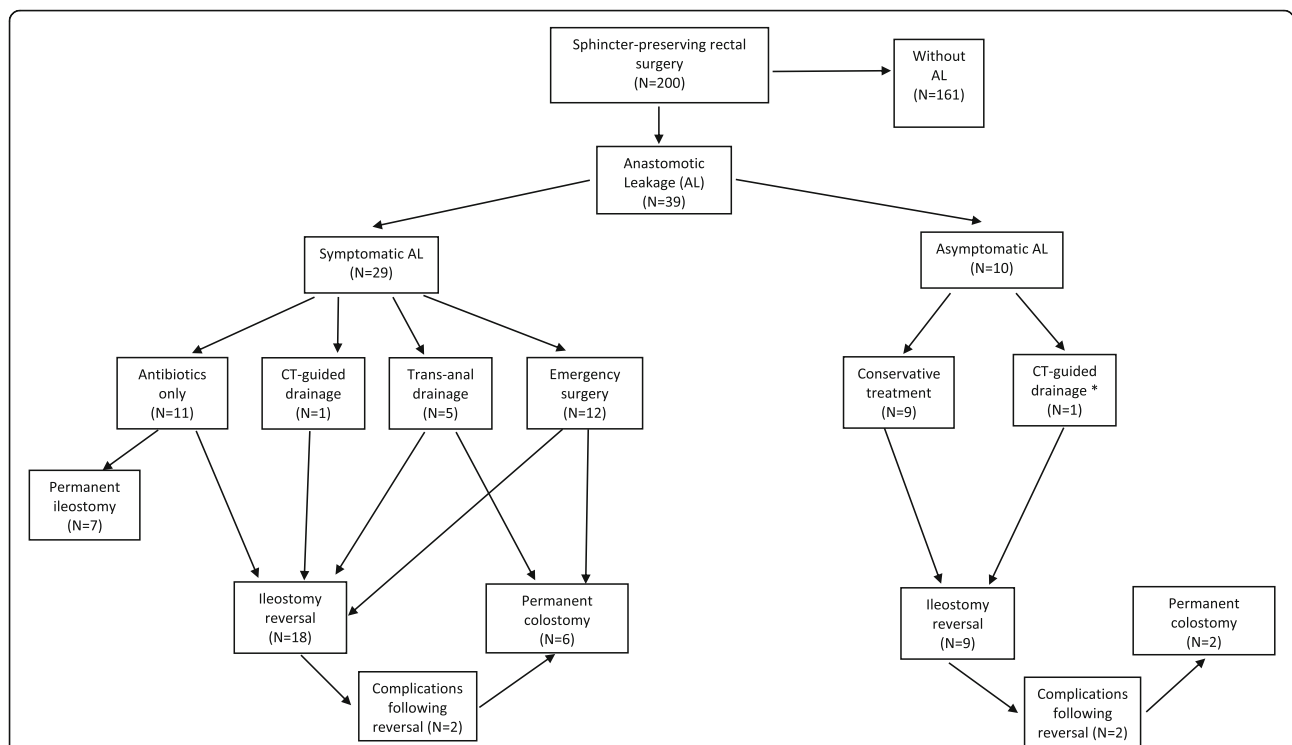 Sphincter-preserving rectal
surgery
(N=200)
Without
AL
(N=161)
Anastomotic
Leakage (AL)
(N=39)
Symptomatic AL
(N=29)
Asymptomatic AL
(N=10)
Antibiotics
only
(N=11)
CT-guided
drainage
(N=1)
Trans-anal
drainage
(N=5)
Emergency
surgery
(N=12)
Conservative
treatment
(N=9)
CT-guided
drainage *
(N=1)
Permanent
ileostomy
(N=7)
Ileostomy
reversal
(N=18)
Permanent
colostomy
(N=6)
Ileostomy
reversal
(N=9)
Permanent
colostomy
(N=2)
Complications
following
reversal (N=2)
Complications
following
reversal (N=2)